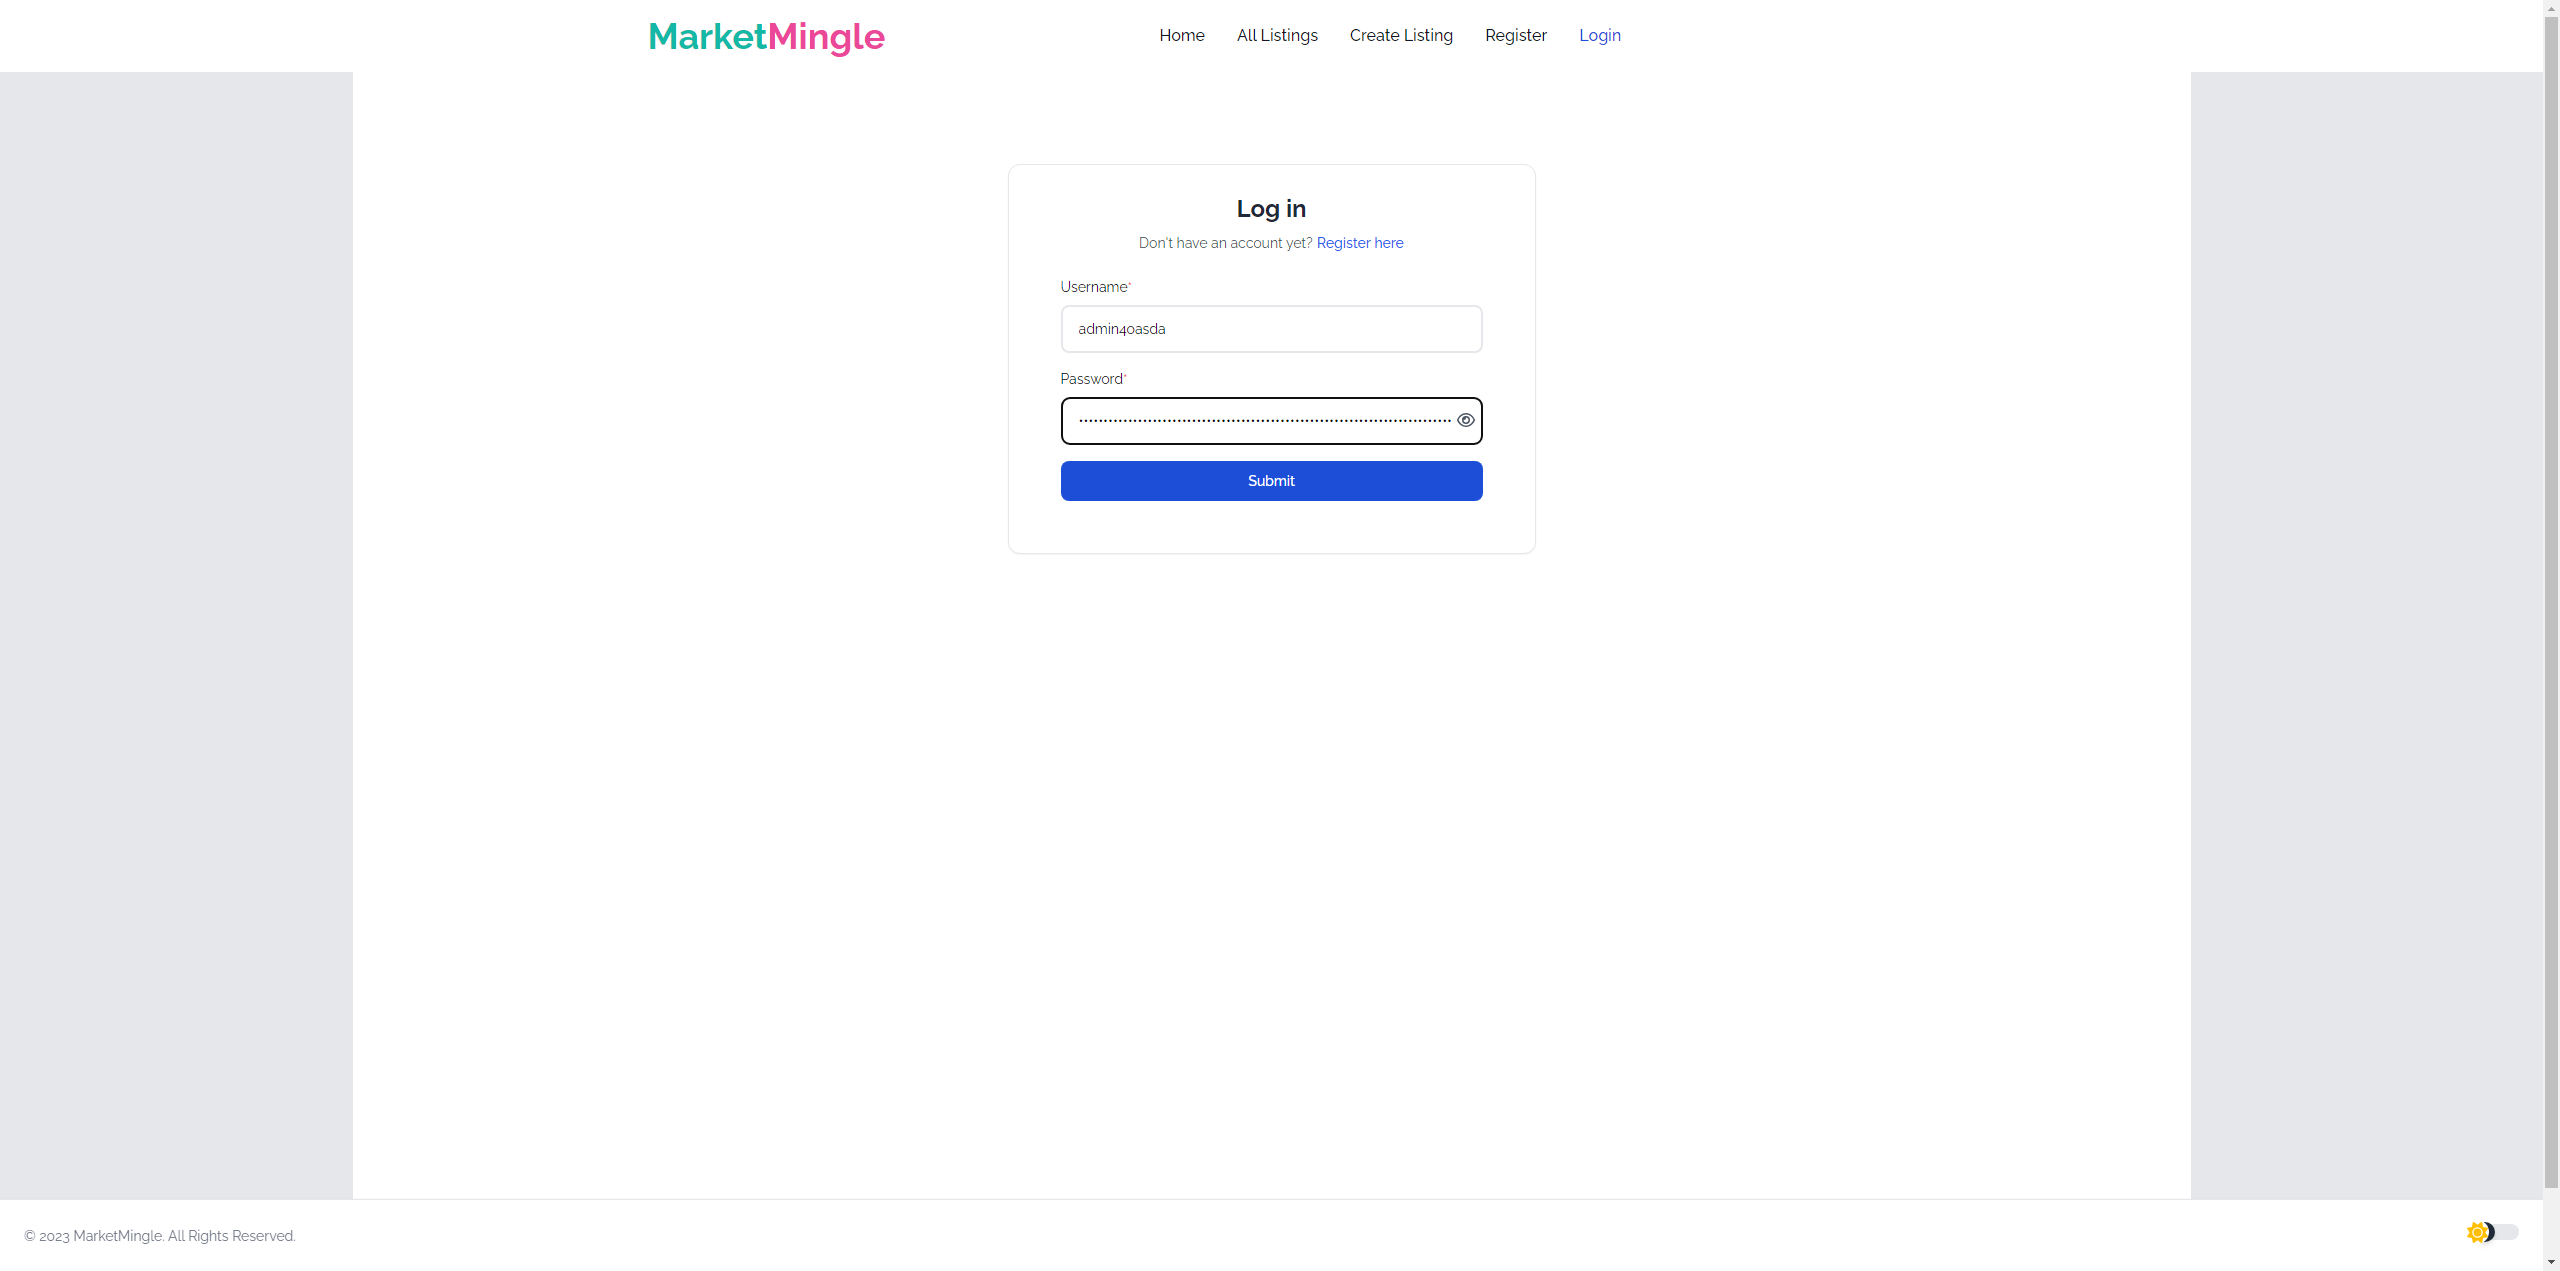 MarketMingle
Home All Listings Create Listing Register Login
Log in
Don't have an account yet? Register here
Username*
admin40asda
Password*
Submit
© 2023 MarketMingle. All Rights Reserved.